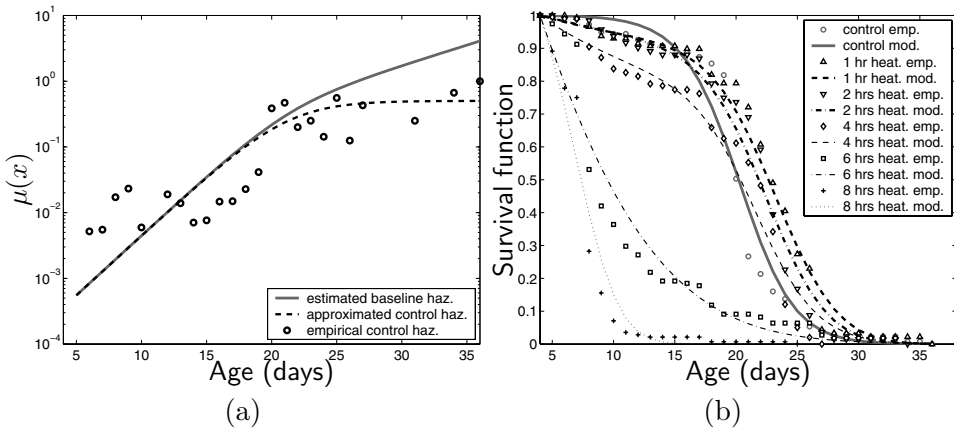 10^1
10^0
10^-1
10^-2
10^-3
10^-4
μ(x)
5 10 15 20 25 31 36
Age (days)
estimated baseline haz.
approximated control haz.
empirical control haz.
(a)
1
0.9
0.8
0.7
0.6
0.5
0.4
0.3
0.2
0.1
0
Survival function
5 10 15 20 25 30 35
Age (days)
control emp.
control mod.
1 hr heat. emp.
1 hr heat. mod.
2 hrs heat. emp.
2 hrs heat. mod.
4 hrs heat. emp.
4 hrs heat. mod.
6 hrs heat. emp.
6 hrs heat. mod.
8 hrs heat. emp.
8 hrs heat. mod.
(b)